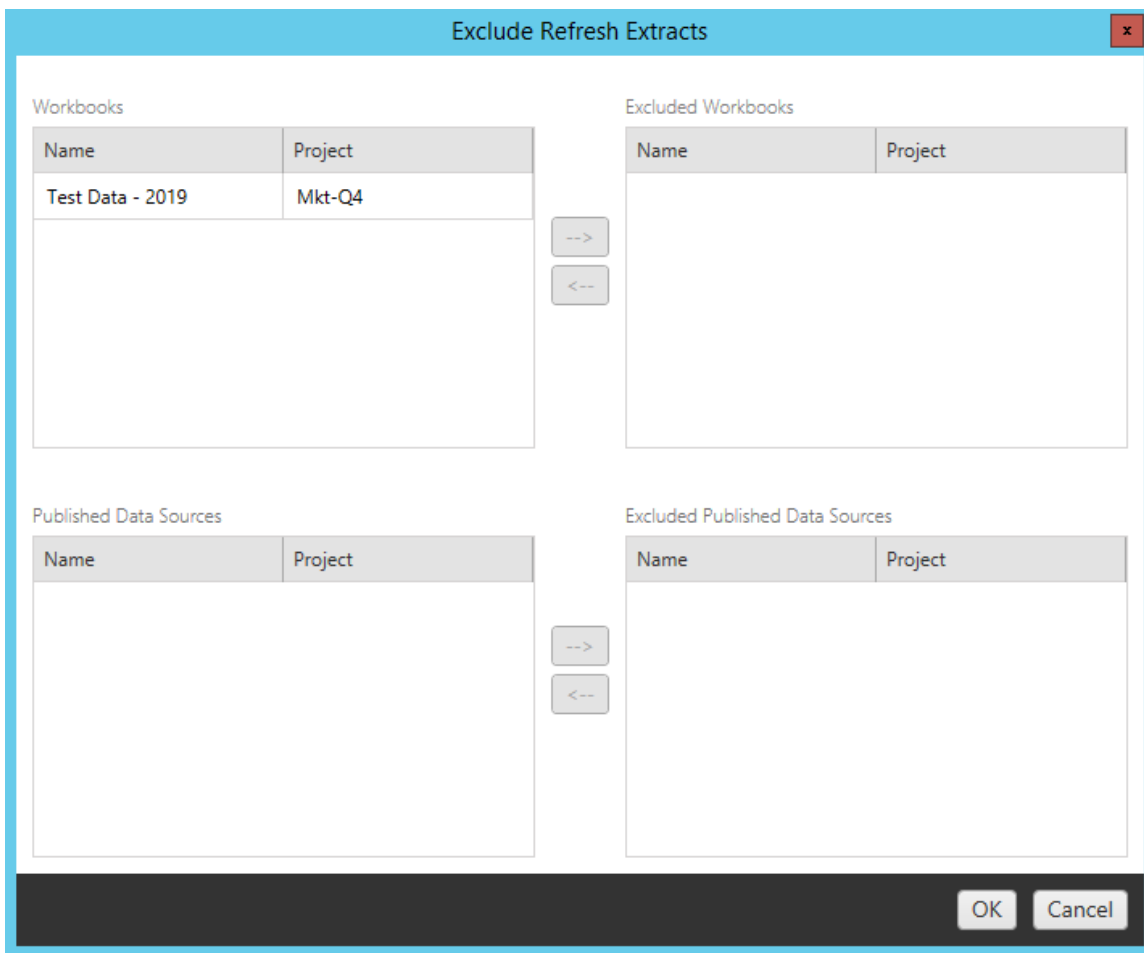 Exclude Refresh Extracts
x
Workbooks
Excluded Workbooks
Name Project
Name Project
Test Data - 2019 Mkt-Q4
-->
<--
Published Data Sources
Excluded Published Data Sources
Name Project
Name Project
-->
<--
OK Cancel